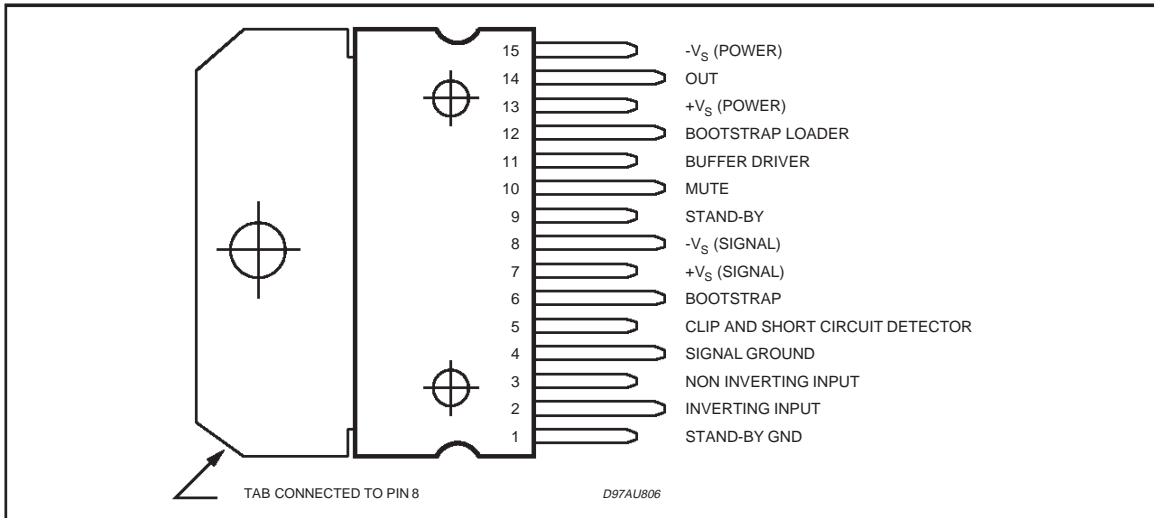 15 -VS (POWER)
14 OUT
13 +VS (POWER)
12 BOOTSTRAP LOADER
11 BUFFER DRIVER
10 MUTE
9 STAND-BY
8 -VS (SIGNAL)
7 +VS (SIGNAL)
6 BOOTSTRAP
5 CLIP AND SHORT CIRCUIT DETECTOR
4 SIGNAL GROUND
3 NON INVERTING INPUT
2 INVERTING INPUT
1 STAND-BY GND
TAB CONNECTED TO PIN 8
D97AU806